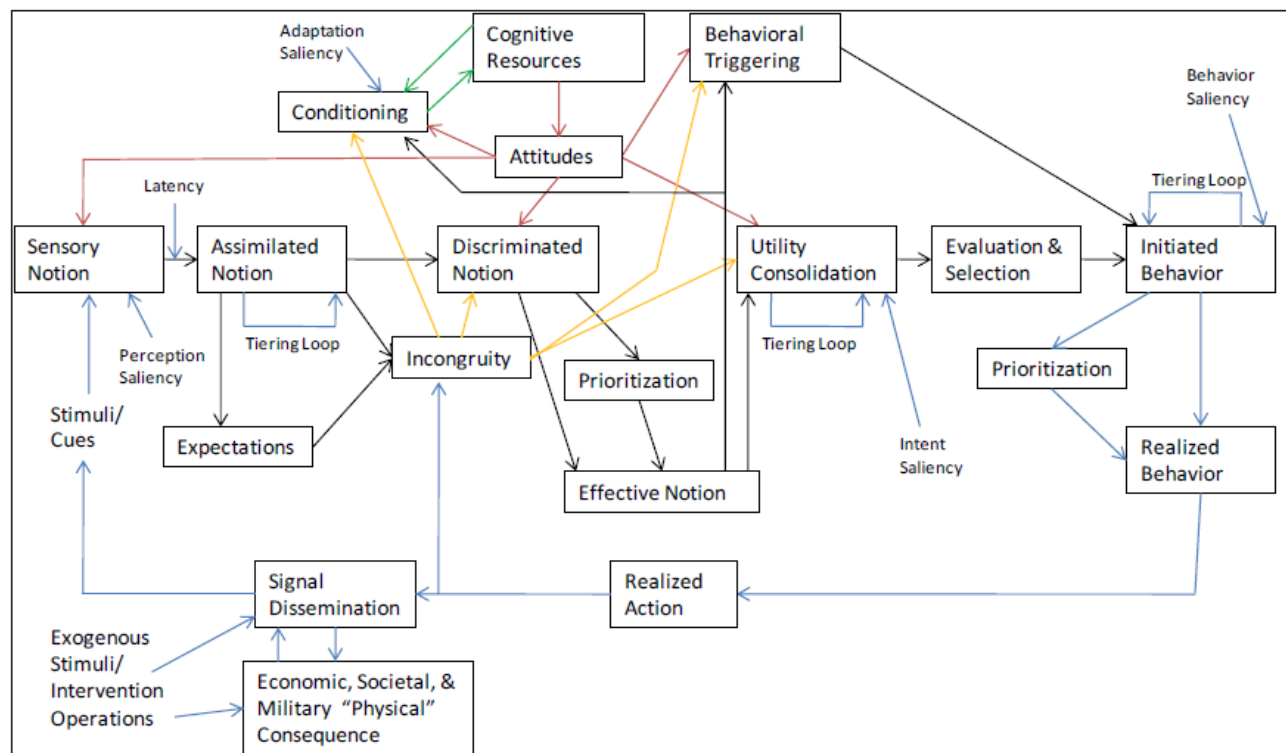 Adaptation
Saliency
Cognitive
Resources
Behavioral
Triggering
Behavior
Saliency
Conditioning
Attitudes
Latency
Tiering Loop
Sensory
Notion
Assimilated
Notion
Discriminated
Notion
Utility
Consolidation
Evaluation &
Selection
Initiated
Behavior
Perception
Saliency
Tiering Loop
Incongruity
Prioritization
Tiering Loop
Prioritization
Stimuli/
Cues
Expectations
Effective Notion
Intent
Saliency
Realized
Behavior
Signal
Dissemination
Realized
Action
Exogenous
Stimuli/
Intervention
Operations
Economic, Societal, &
Military “Physical”
Consequence